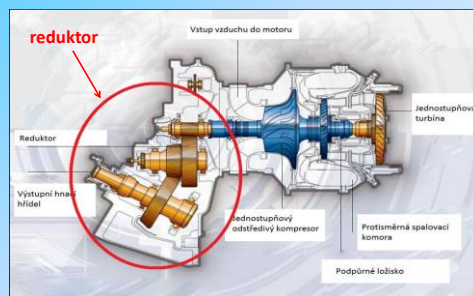 reduktor
Vstup vzduchu do motoru
Jednostupňová
turbína
Reduktor
Výstupní hnací
hřídel
Jednostupňový
odstředivý kompresor
Protisměrná spalovací
komora
Podpůrné ložisko